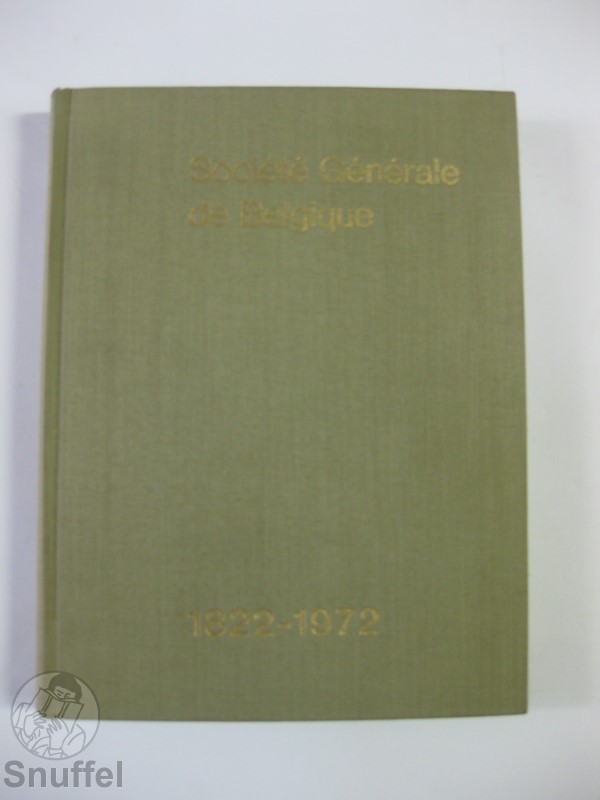 Société Générale
de Belgique
1822-1972
Snuffel